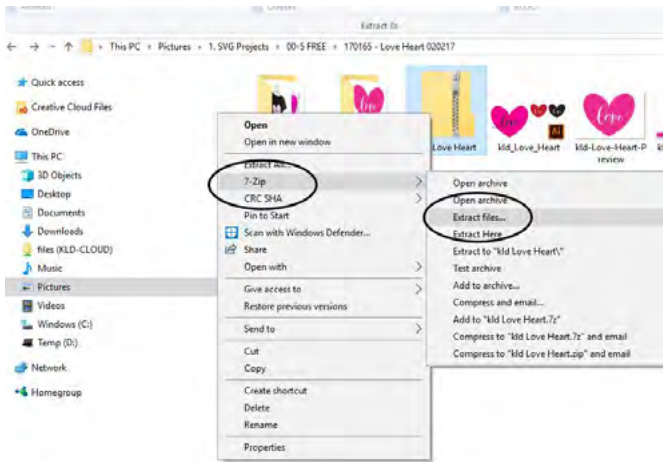 Extract
This PC > Pictures > 1. SVG Projects > 00-5 FREE > 170165 - Love Heart 020217
Quick access
Creative Cloud Files
OneDrive
This PC
3D Objects
Desktop
Documents
Downloads
files (KLD-CLOUD)
Music
Pictures
Videos
Windows (C:)
Temp (D:)
Network
Homegroup
Love
Love Heart
Love
Ai
kld_Love_Heart
Love
kld-Love-Heart-P
review
Open
Open in new window
Extract All...
7-Zip
CRC SHA
Pin to Start
Scan with Windows Defender...
Share
Open with
Give access to
Restore previous versions
Send to
Cut
Copy
Create shortcut
Delete
Rename
Properties
Open archive
Open archive
Extract files...
Extract Here
Extract to "kld Love Heart\"
Test archive
Add to archive...
Compress and email...
Add to "kld Love Heart.7z"
Compress to "kld Love Heart.7z" and email
Compress to "kld Love Heart.zip" and email